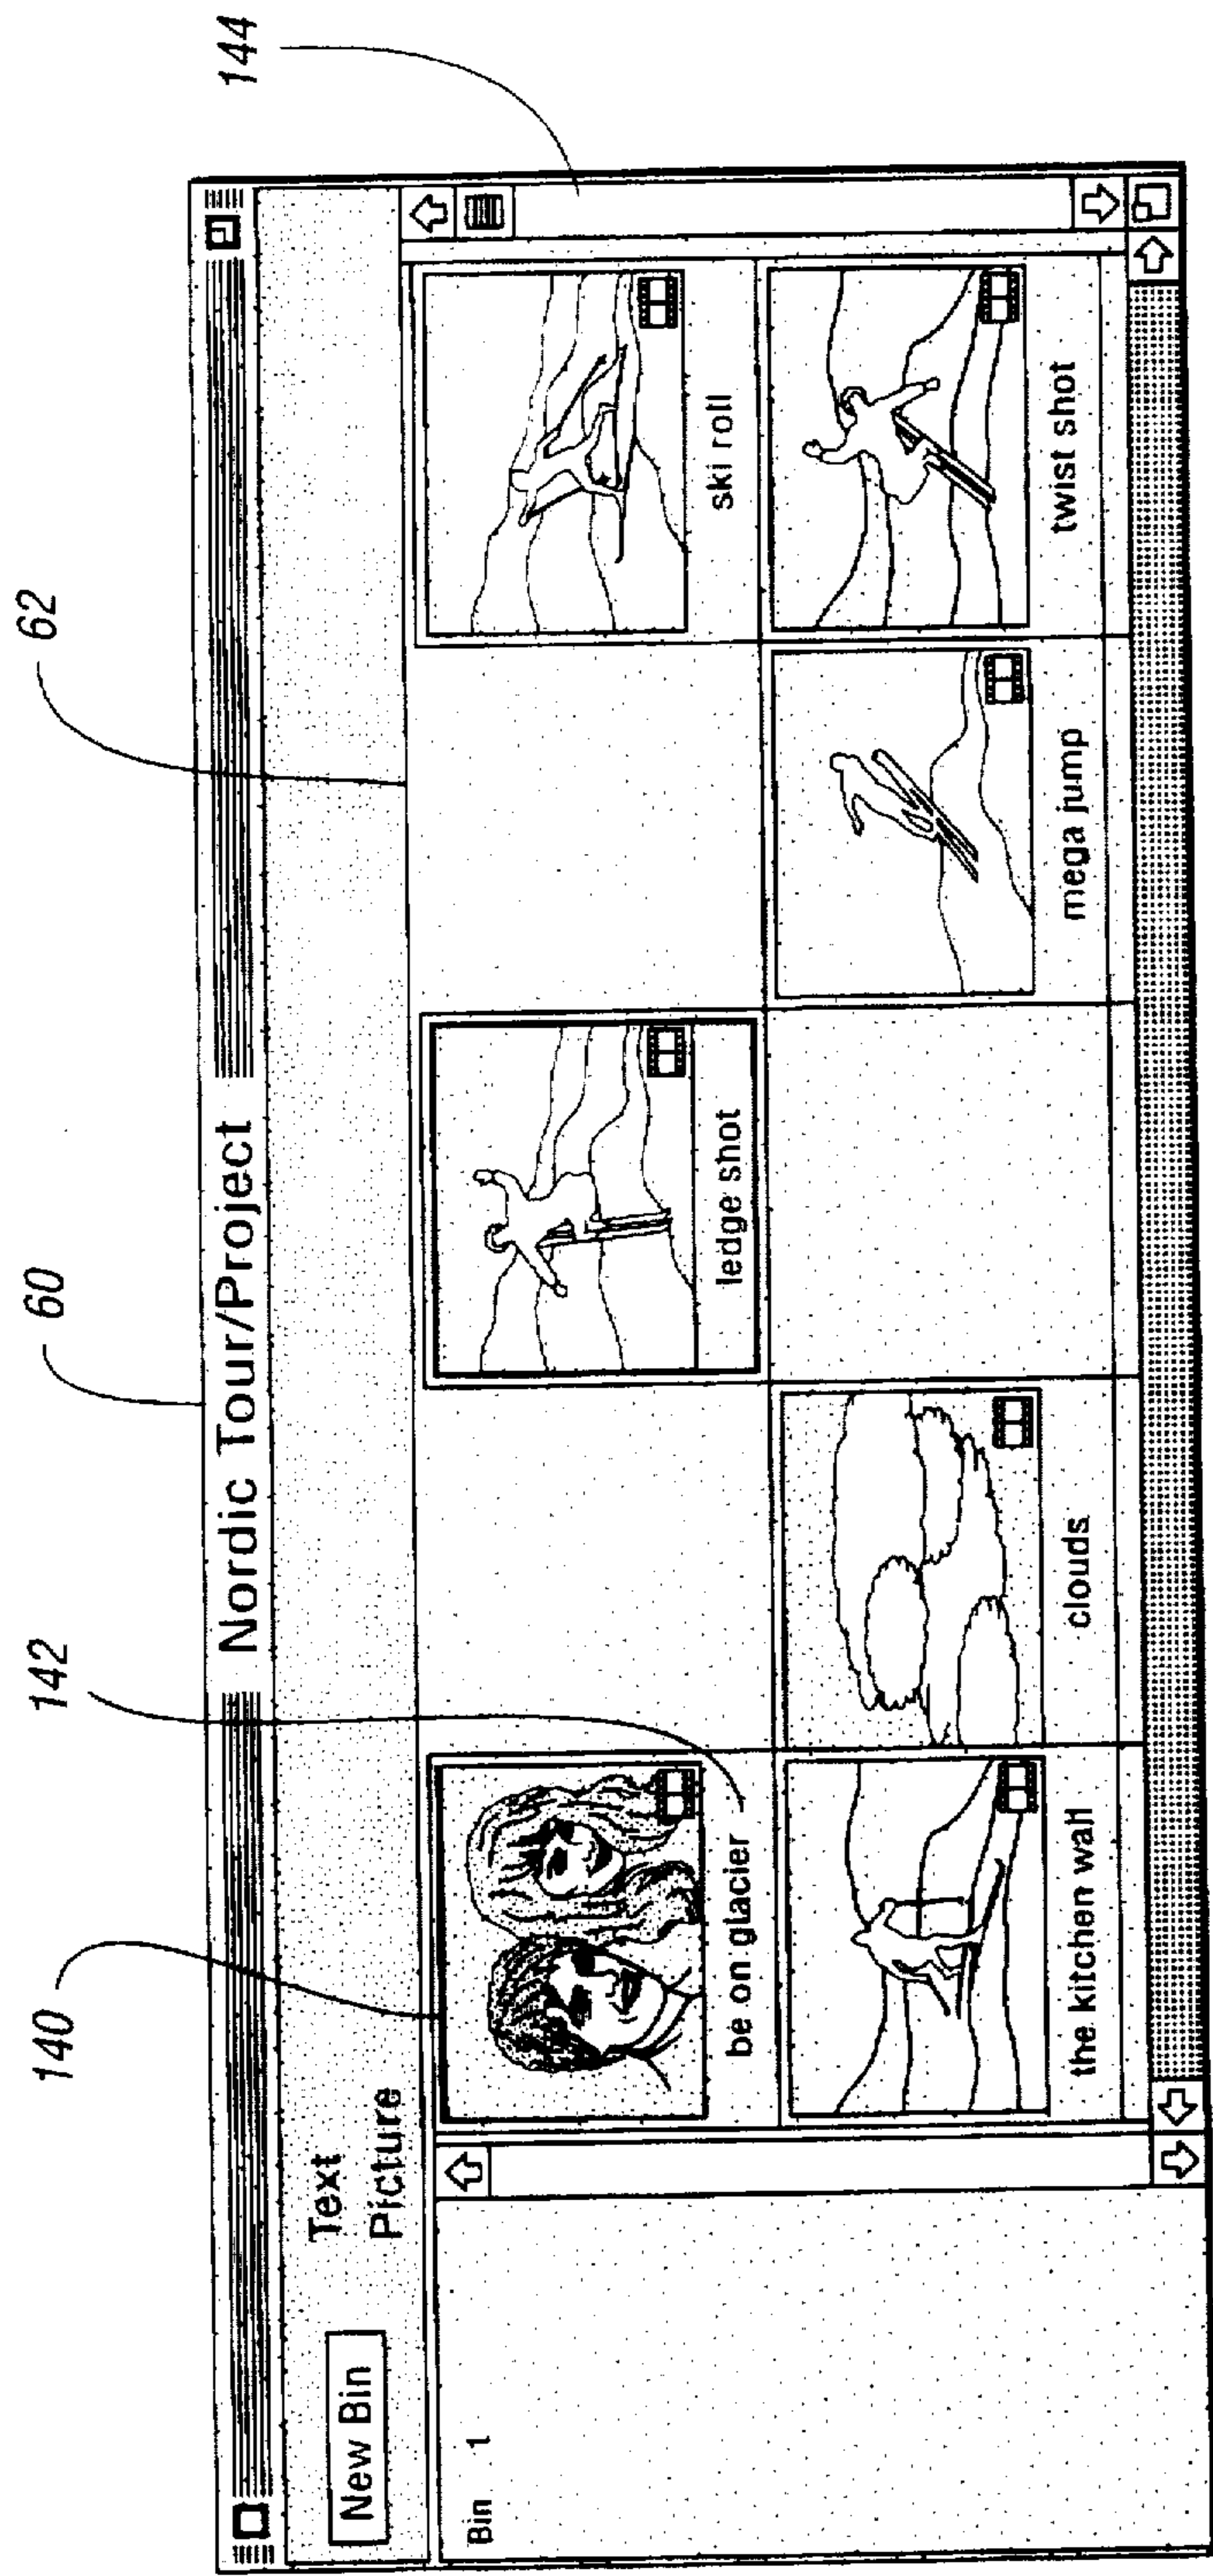 140
142
60
62
144
Nordic Tour/Project
New Bin
Text
Picture
Bin 1
be on glacier
ledge shot
ski roll
the kitchen wall
clouds
mega jump
twist shot